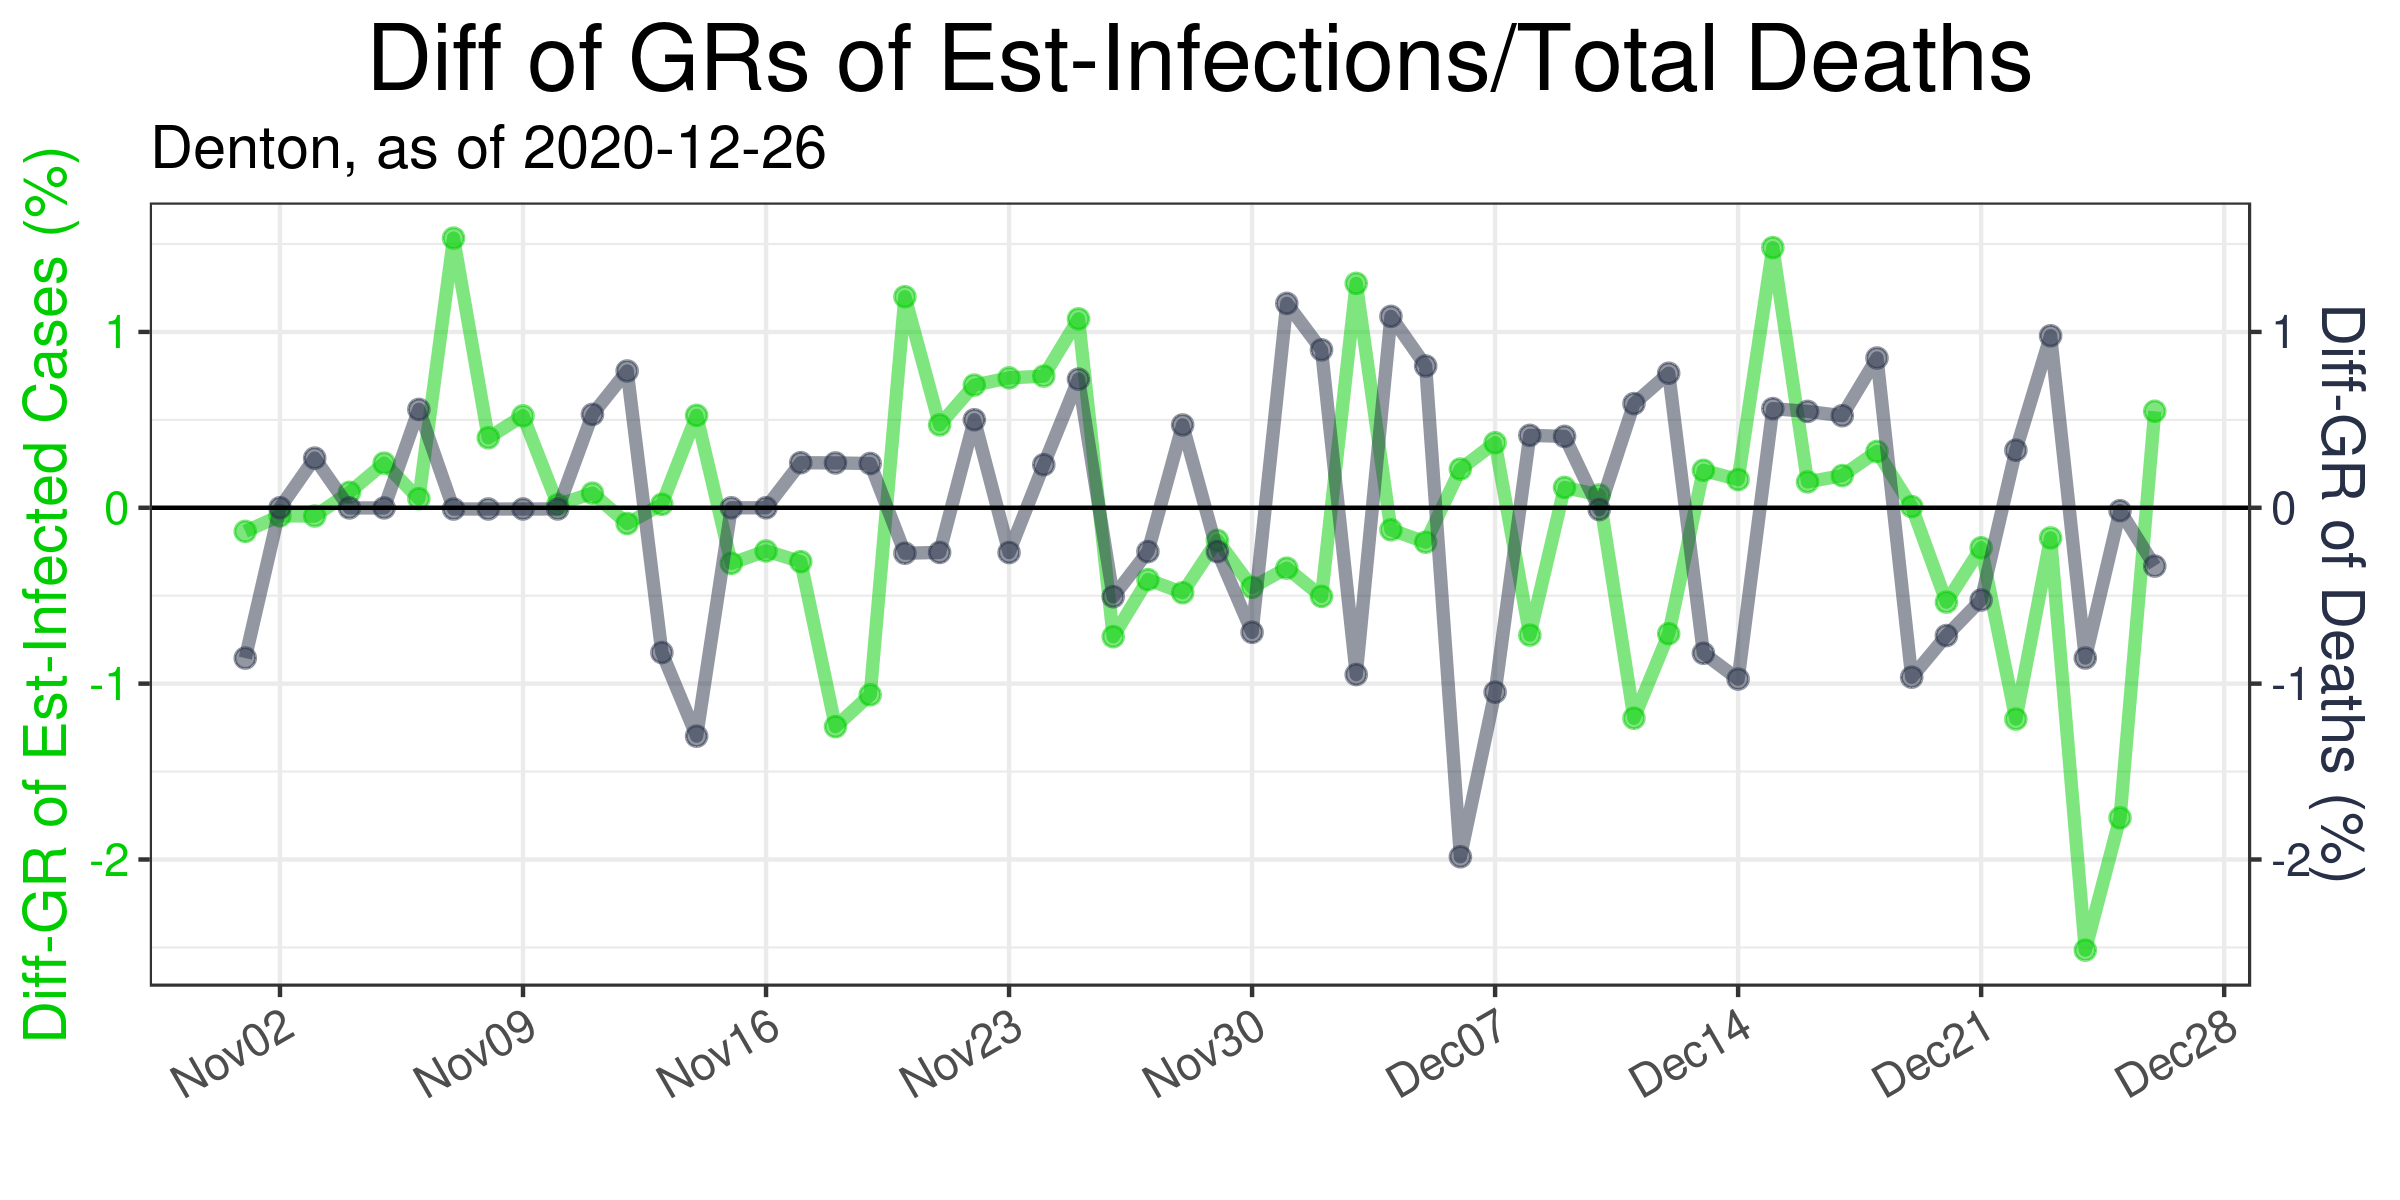 Diff of GRs of Est-Infections/Total Deaths
Denton, as of 2020-12-26
Diff-GR of Est-Infected Cases (%)
1
0
-1
-2
1
0
-1
-2
Diff-GR of Deaths (%)
Nov02
Nov09
Nov16
Nov23
Nov30
Dec07
Dec14
Dec21
Dec28